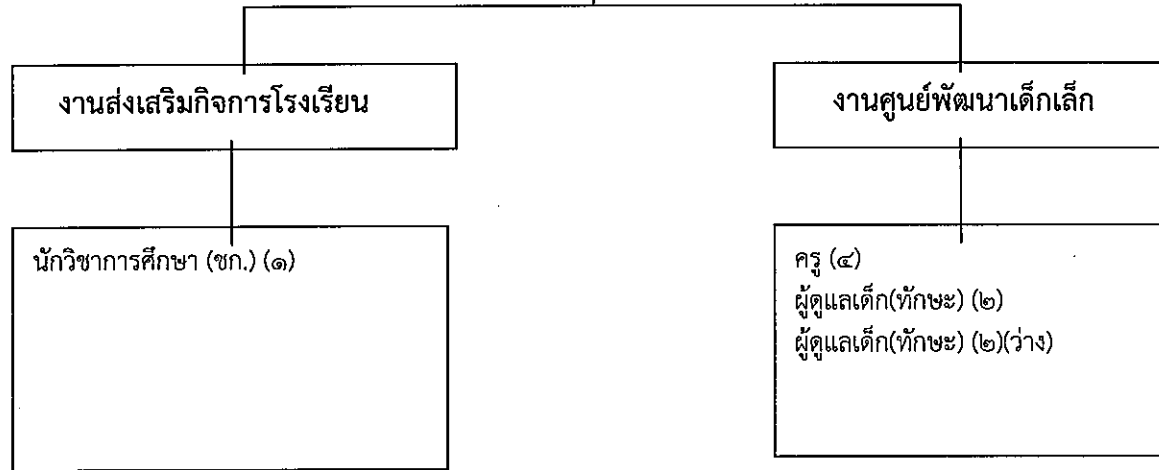 งานส่งเสริมกิจการโรงเรียน
งานศูนย์พัฒนาเด็กเล็ก
นักวิชาการศึกษา (ชก.) (๑)
ครู (๔)
ผู้ดูแลเด็ก(ทักษะ) (๒)
ผู้ดูแลเด็ก(ทักษะ) (๒)(ว่าง)